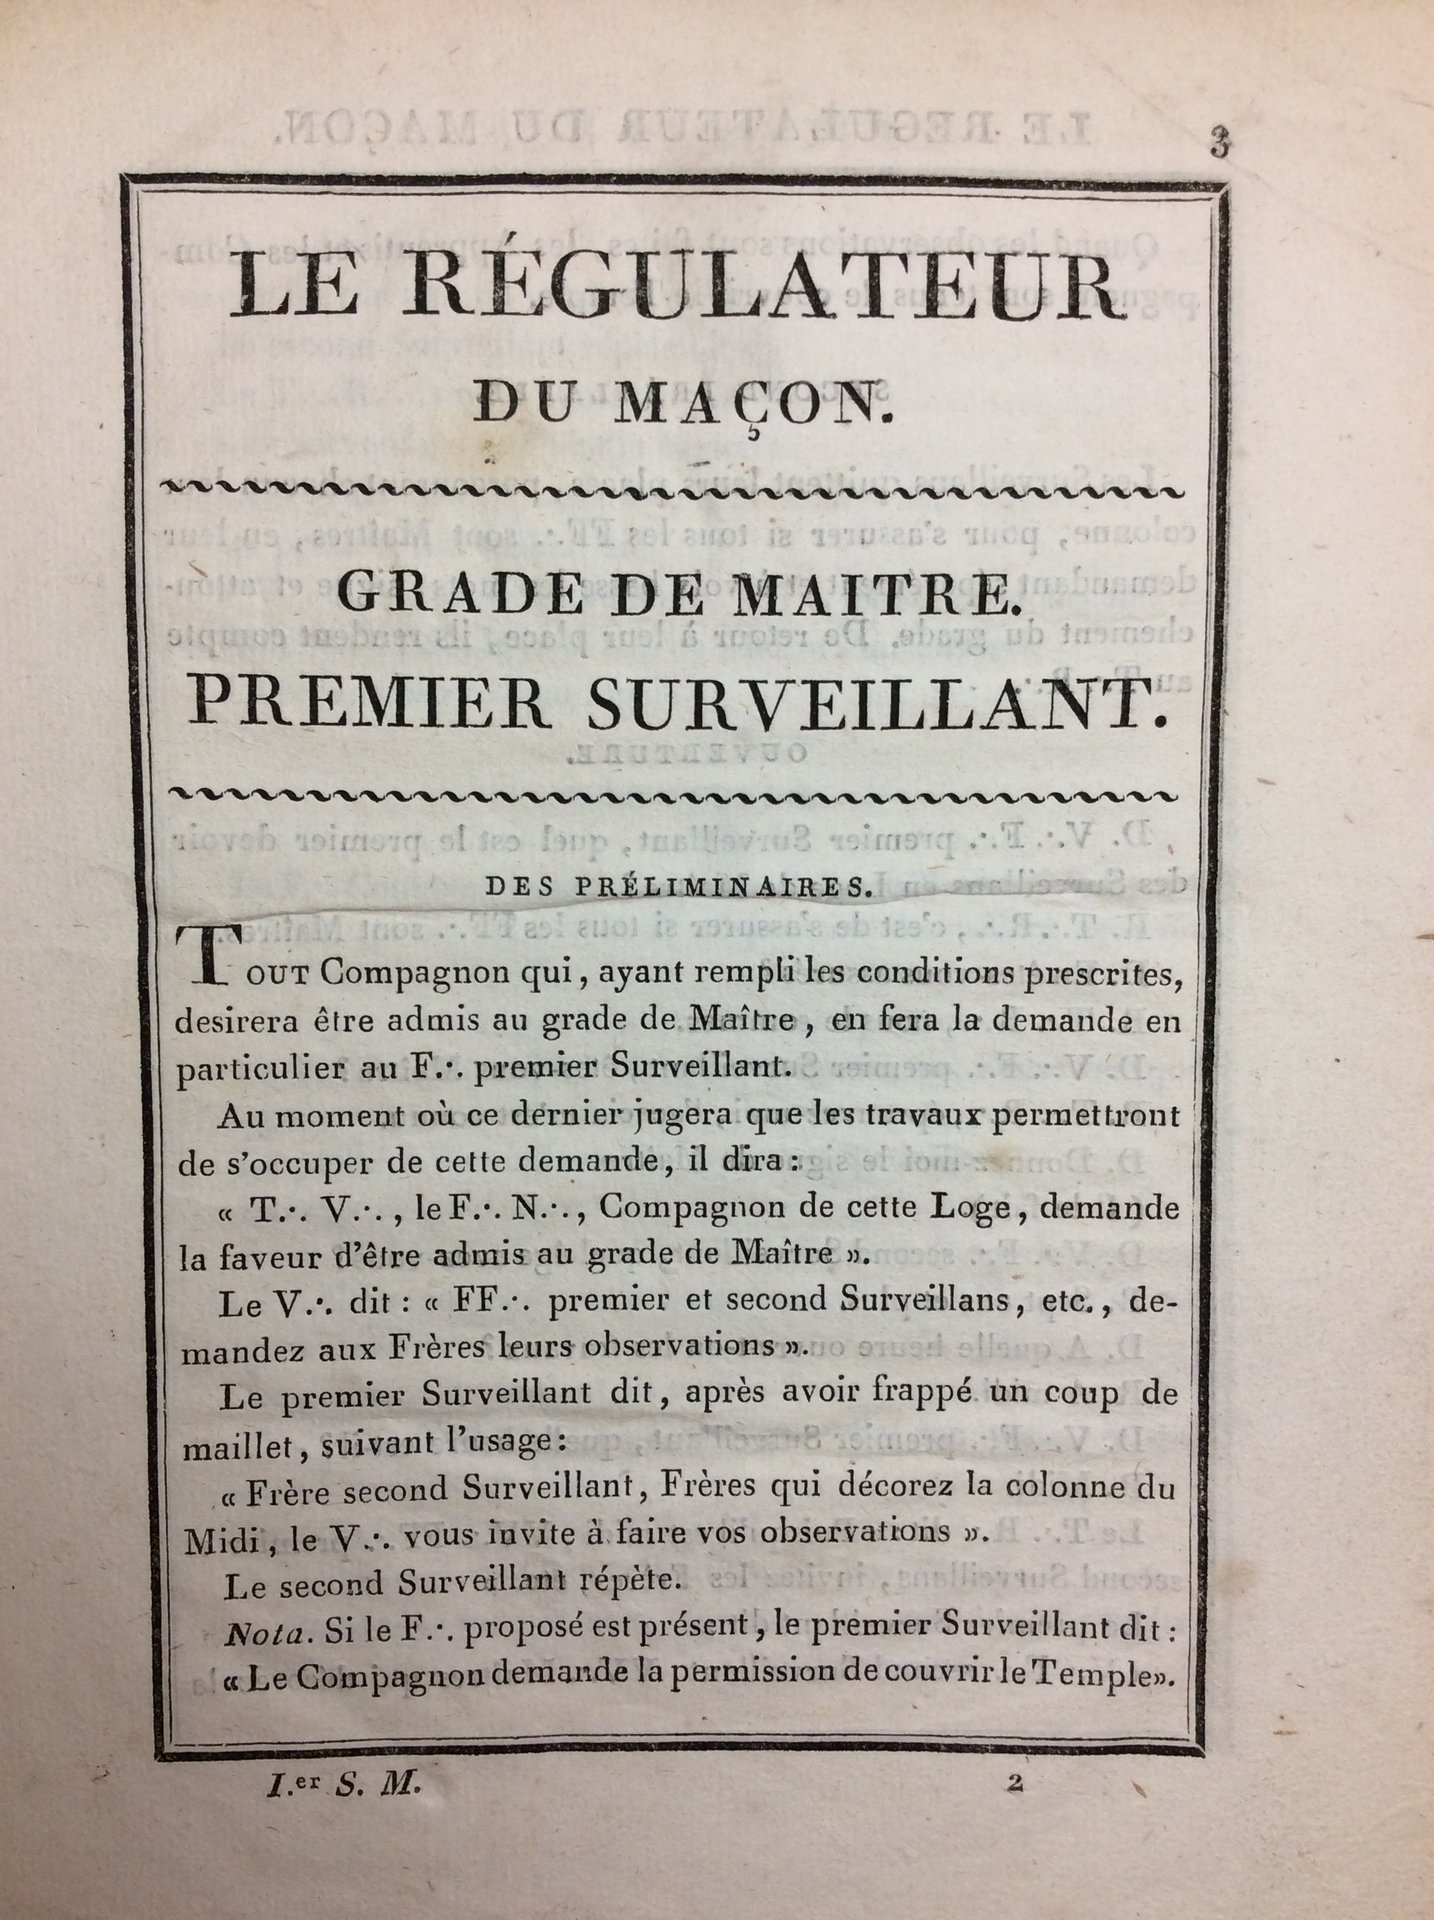 3
LE RÉGULATEUR
DU MAÇON.
GRADE DE MAITRE.
PREMIER SURVEILLANT.
DES PRÉLIMINAIRES.
TOUT Compagnon qui, ayant rempli les conditions prescrites,
desirera être admis au grade de Maître, en fera la demande en
particulier au F.·. premier Surveillant.
Au moment où ce dernier jugera que les travaux permettront
de s'occuper de cette demande, il dira :
« T.·. V.·., le F.·. N.·., Compagnon de cette Loge, demande
la faveur d'être admis au grade de Maître ».
Le V.·. dit : « FF.·. premier et second Surveillans, etc., de-
mandez aux Frères leurs observations ».
Le premier Surveillant dit, après avoir frappé un coup de
maillet, suivant l'usage :
« Frère second Surveillant, Frères qui décorez la colonne du
Midi, le V.·. vous invite à faire vos observations ».
Le second Surveillant répète.
Nota. Si le F.·. proposé est présent, le premier Surveillant dit :
« Le Compagnon demande la permission de couvrir le Temple ».
I.er S. M. 2